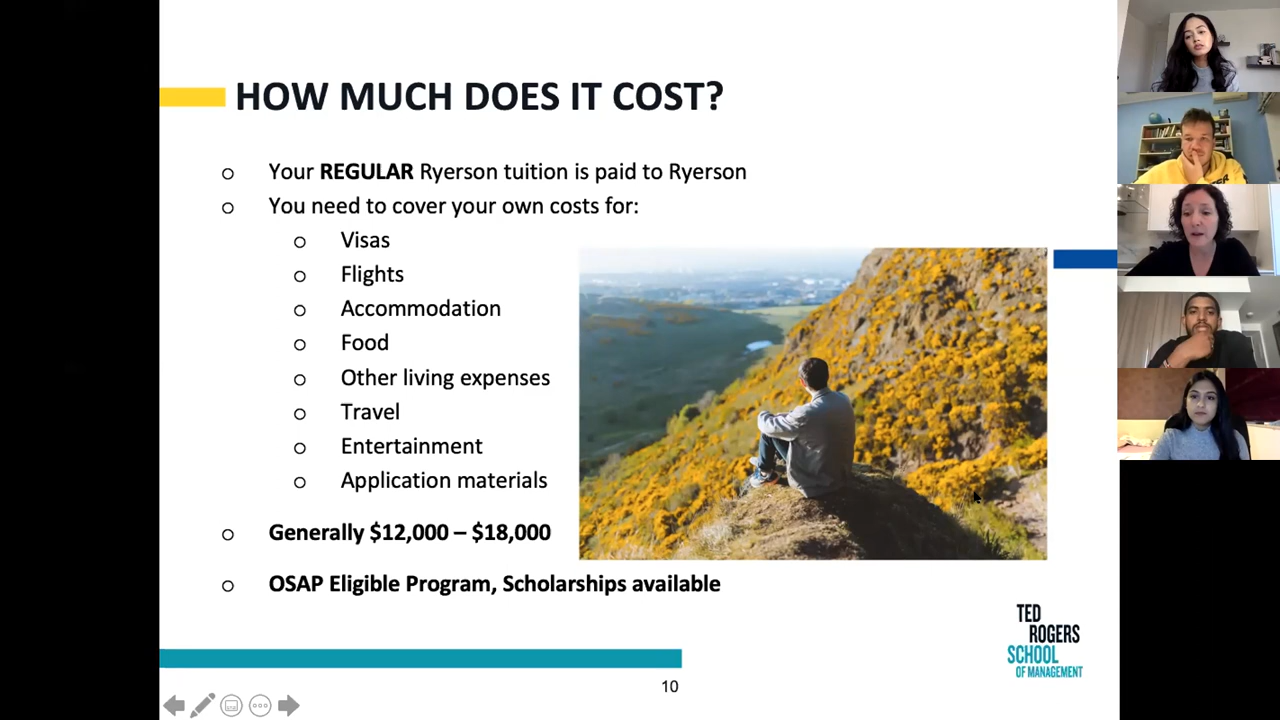 HOW MUCH DOES IT COST?
o Your REGULAR Ryerson tuition is paid to Ryerson
o You need to cover your own costs for:
o Visas
o Flights
o Accommodation
o Food
o Other living expenses
o Travel
o Entertainment
o Application materials
o Generally $12,000 – $18,000
o OSAP Eligible Program, Scholarships available
TED
ROGERS
SCHOOL
OF MANAGEMENT
10